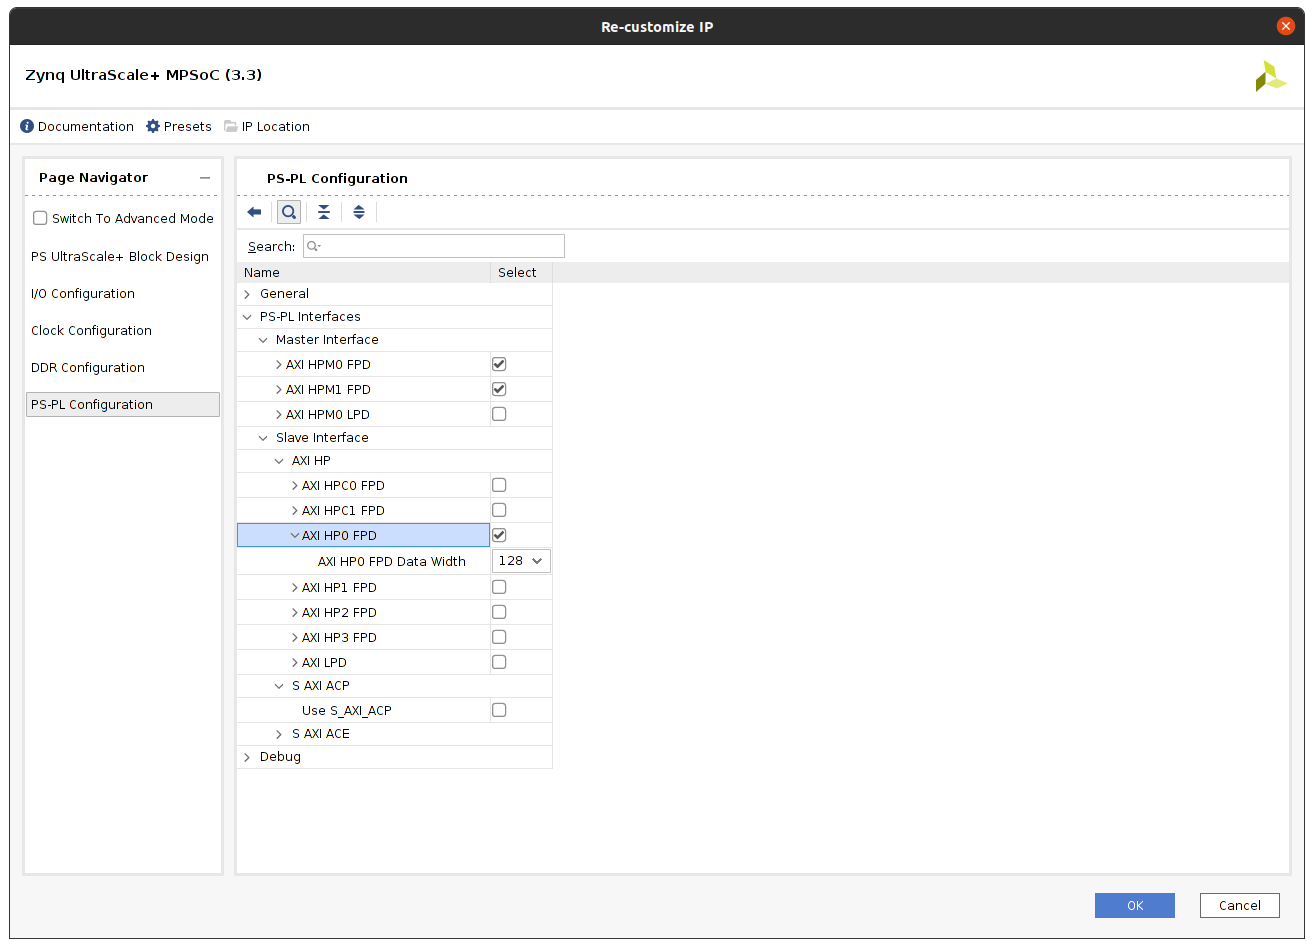 Re-customize IP
Zynq UltraScale+ MPSoC (3.3)
Documentation Presets IP Location
Page Navigator
Switch To Advanced Mode
PS UltraScale+ Block Design
I/O Configuration
Clock Configuration
DDR Configuration
PS-PL Configuration
PS-PL Configuration
Search:
Name Select
General
PS-PL Interfaces
Master Interface
AXI HPM0 FPD
AXI HPM1 FPD
AXI HPM0 LPD
Slave Interface
AXI HP
AXI HPC0 FPD
AXI HPC1 FPD
AXI HP0 FPD
AXI HP0 FPD Data Width 128
AXI HP1 FPD
AXI HP2 FPD
AXI HP3 FPD
AXI LPD
S AXI ACP
Use S_AXI_ACP
S AXI ACE
Debug
OK Cancel